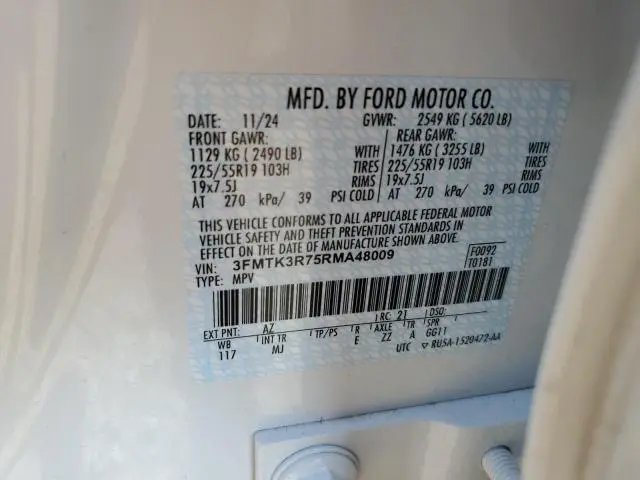 MFD. BY FORD MOTOR CO.
DATE: 11/24 GVWR: 2549 KG ( 5620 LB)
FRONT GAWR: REAR GAWR:
1129 KG ( 2490 LB) WITH 1476 KG ( 3255 LB) WITH
225/55R19 103H TIRES 225/55R19 103H TIRES
19x7.5J RIMS 19x7.5J RIMS
AT 270 kPa/ 39 PSI COLD AT 270 kPa/ 39 PSI COLD
THIS VEHICLE CONFORMS TO ALL APPLICABLE FEDERAL MOTOR
VEHICLE SAFETY AND THEFT PREVENTION STANDARDS IN
EFFECT ON THE DATE OF MANUFACTURE SHOWN ABOVE.
VIN: 3FMTK3R75RMA48009 F0092
TYPE: MPV T0181
EXT PNT: AZ RC: 21 DSO:
WB INT TR TP/PS R AXLE TR SPR
117 MJ E ZZ A GG11
UTC ▽ RU5A-1520472-AA